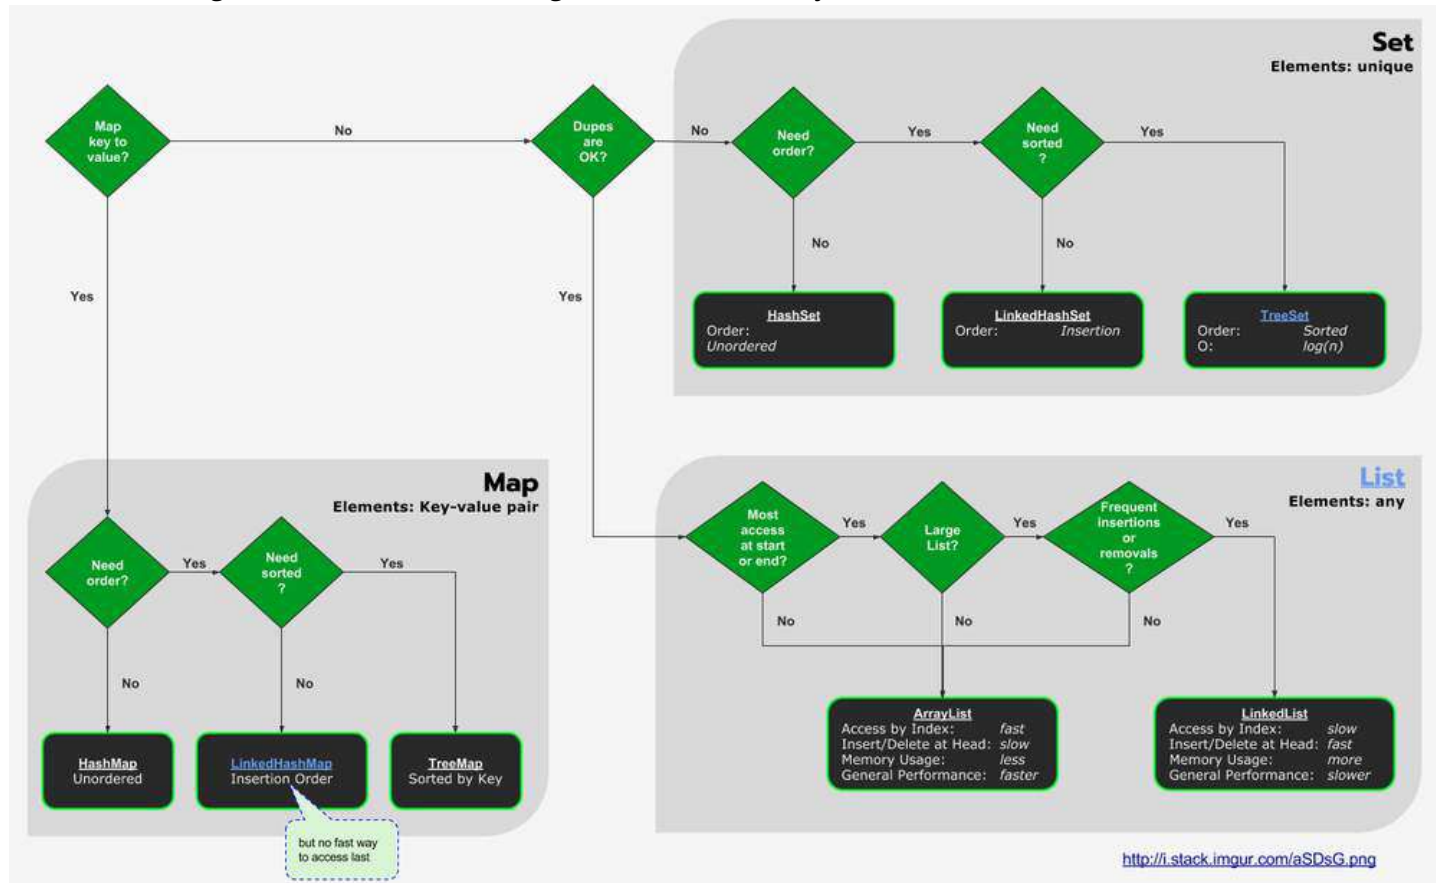 Set
Elements: unique
Map
key to
value?
No
Dupes
are
OK?
No
Need
order?
Yes
Need
sorted
?
Yes
No
No
Yes
Yes
HashSet
Order:
Unordered
LinkedHashSet
Order: Insertion
TreeSet
Order: Sorted
O: log(n)
Map
Elements: Key-value pair
Need
order?
Yes
Need
sorted
?
Yes
No
No
HashMap
Unordered
LinkedHashMap
Insertion Order
TreeMap
Sorted by Key
but no fast way
to access last
List
Elements: any
Most
access
at start
or end?
Yes
Large
List?
Yes
Frequent
insertions
or
removals
?
Yes
No
No
No
ArrayList
Access by Index: fast
Insert/Delete at Head: slow
Memory Usage: less
General Performance: faster
LinkedList
Access by Index: slow
Insert/Delete at Head: fast
Memory Usage: more
General Performance: slower
http://i.stack.imgur.com/aSDsG.png